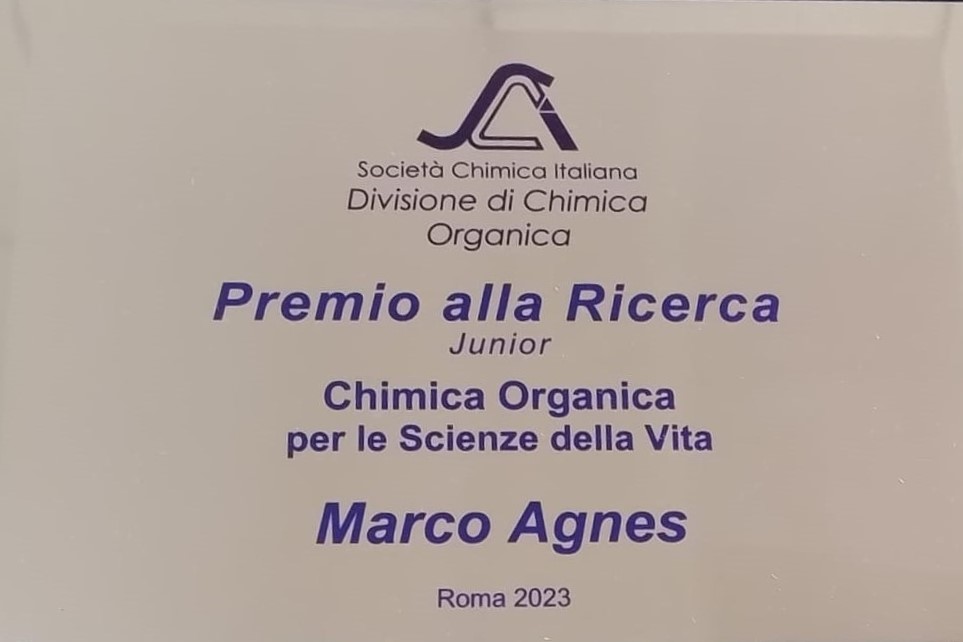 SCI
Società Chimica Italiana
Divisione di Chimica
Organica
Premio alla Ricerca
Junior
Chimica Organica
per le Scienze della Vita
Marco Agnes
Roma 2023